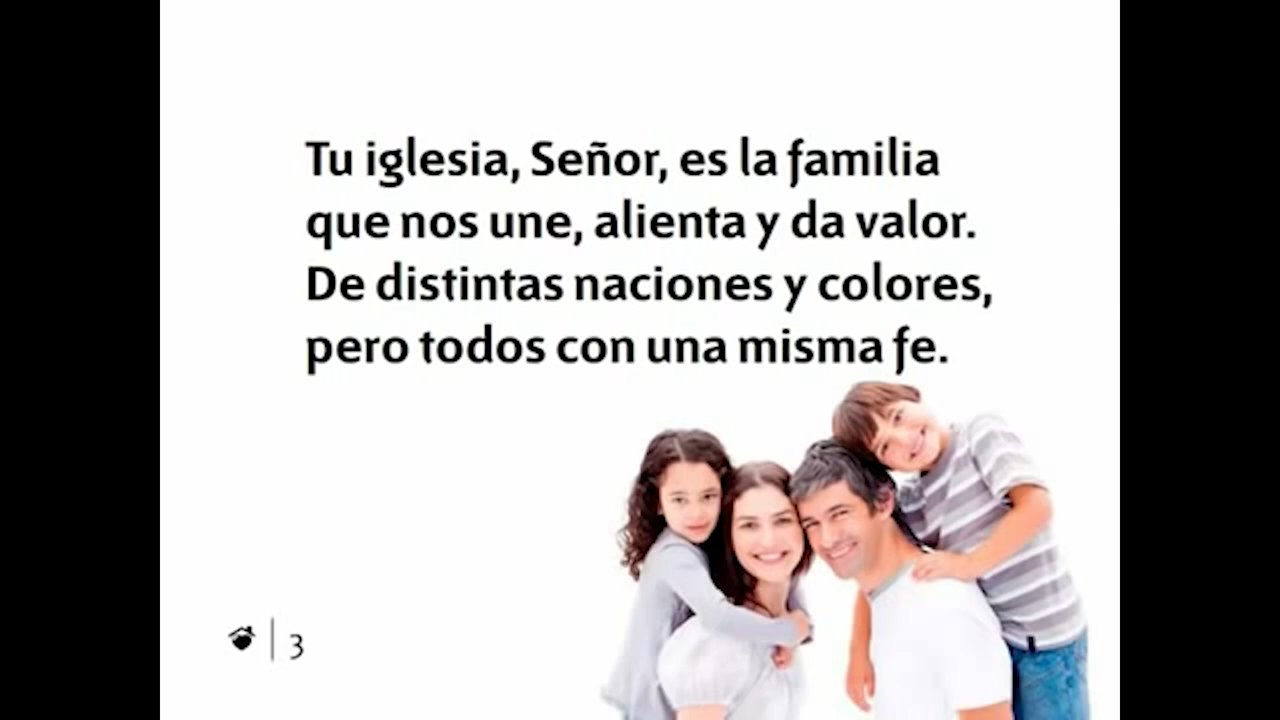 Tu iglesia, Señor, es la familia
que nos une, alienta y da valor.
De distintas naciones y colores,
pero todos con una misma fe.
3